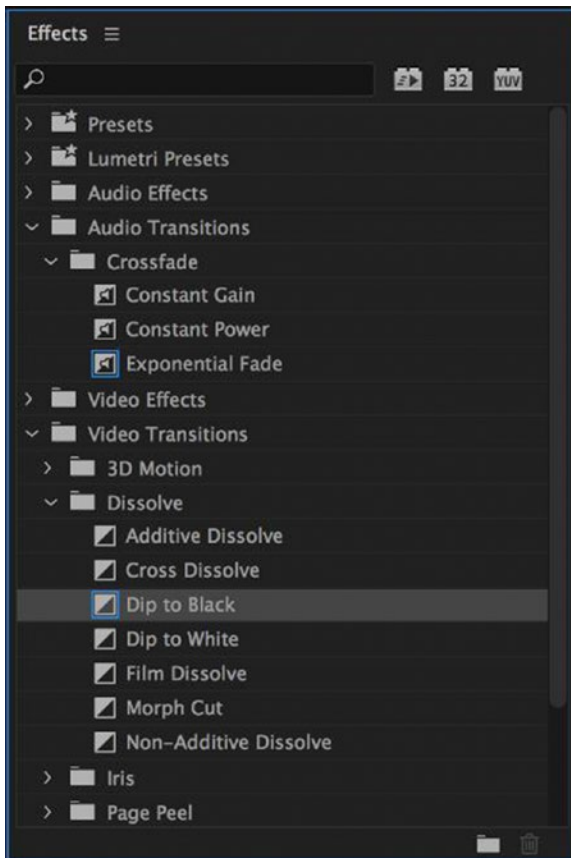 Effects
32 YUV
Presets
Lumetri Presets
Audio Effects
Audio Transitions
Crossfade
Constant Gain
Constant Power
Exponential Fade
Video Effects
Video Transitions
3D Motion
Dissolve
Additive Dissolve
Cross Dissolve
Dip to Black
Dip to White
Film Dissolve
Morph Cut
Non-Additive Dissolve
Iris
Page Peel